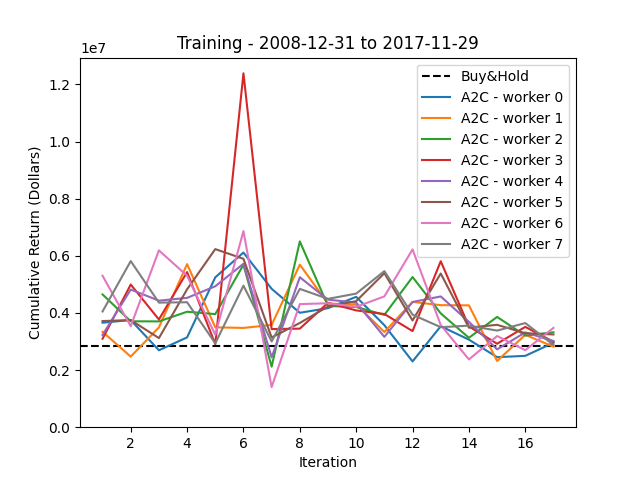 Training - 2008-12-31 to 2017-11-29
1e7
Cumulative Return (Dollars)
1.2
1.0
0.8
0.6
0.4
0.2
0.0
Buy&Hold
A2C - worker 0
A2C - worker 1
A2C - worker 2
A2C - worker 3
A2C - worker 4
A2C - worker 5
A2C - worker 6
A2C - worker 7
2 4 6 8 10 12 14 16
Iteration